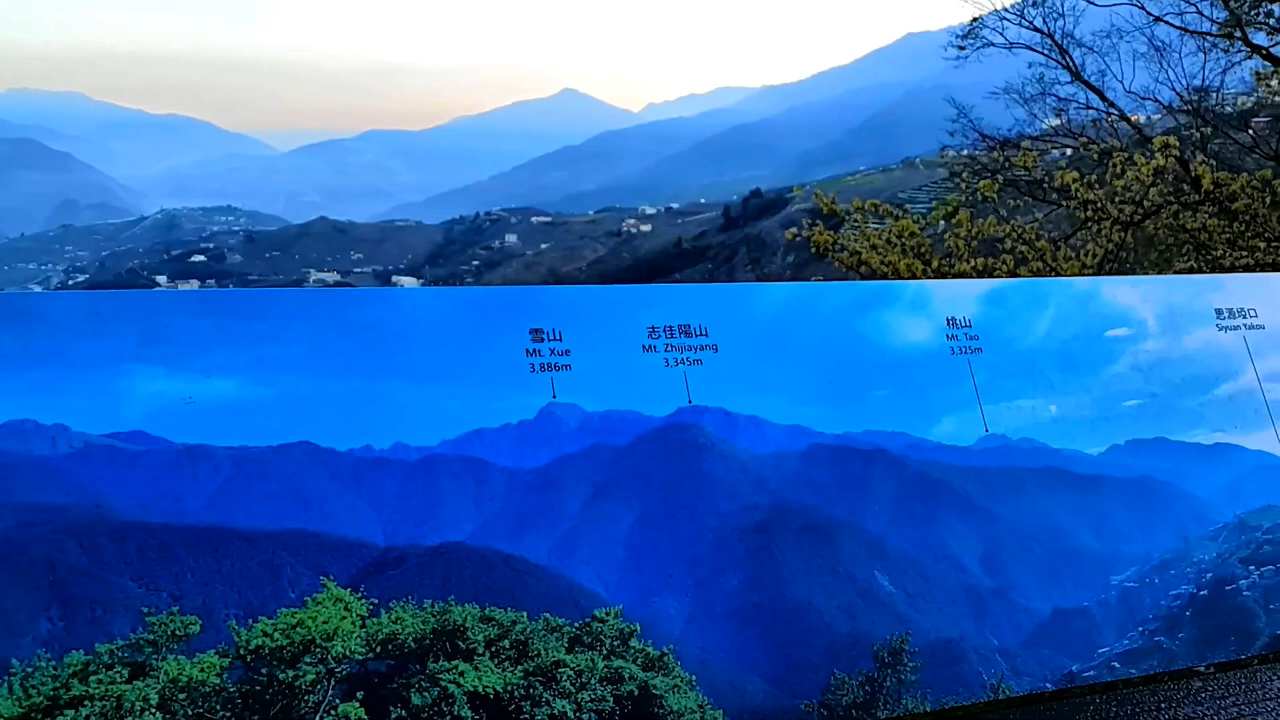 雪山
Mt. Xue
3,886m
志佳陽山
Mt. Zhijiayang
3,345m
桃山
Mt. Tao
3,325m
思源埡口
Siyuan Yakou